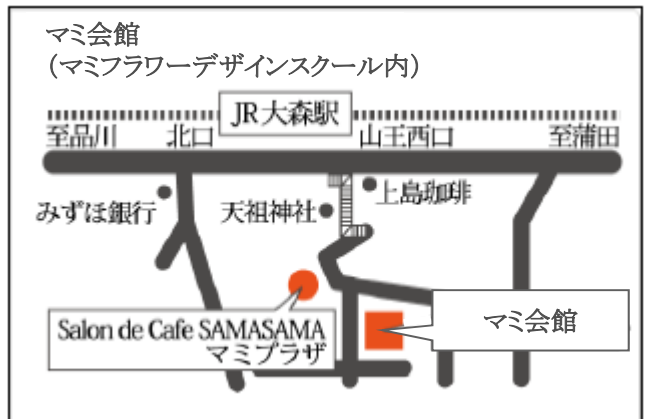 マミ会館
（マミフラワーデザインスクール内）
JR大森駅
至品川
北口
山王西口
至蒲田
みずほ銀行
天祖神社
上島珈琲
Salon de Cafe SAMASAMA
マミプラザ
マミ会館